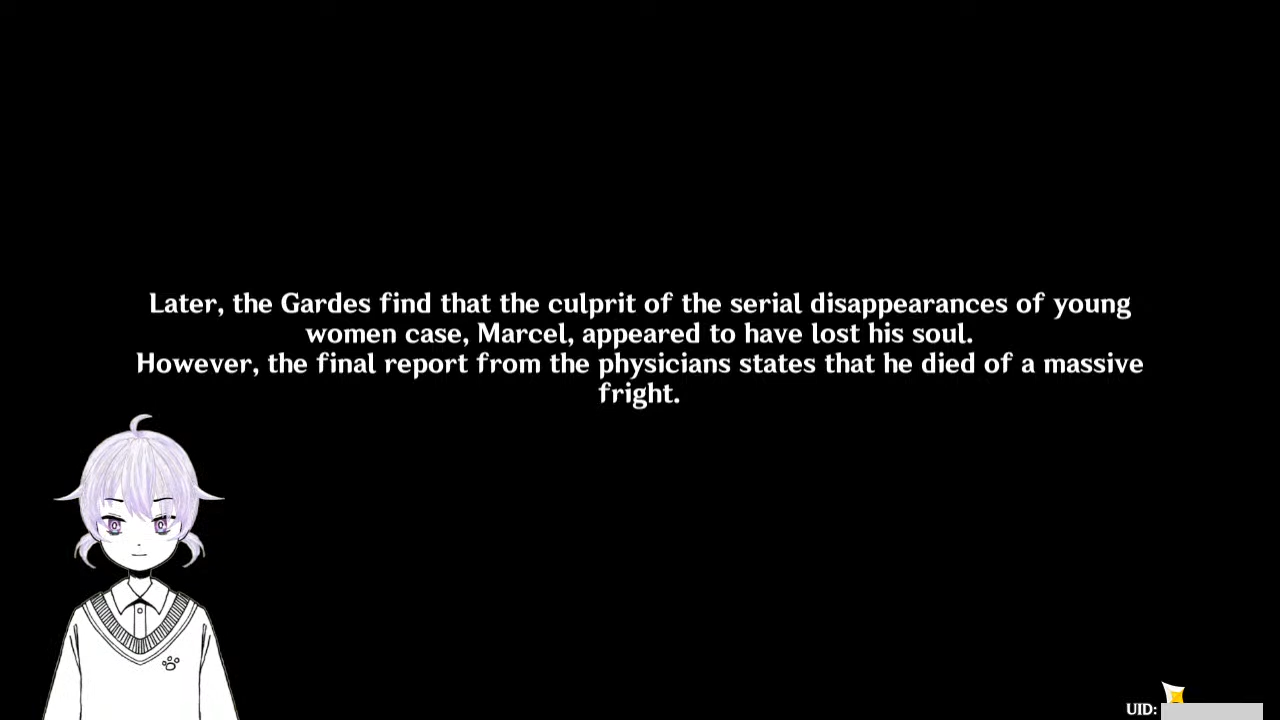 Later, the Gardes find that the culprit of the serial disappearances of young
women case, Marcel, appeared to have lost his soul.
However, the final report from the physicians states that he died of a massive
fright.
UID: